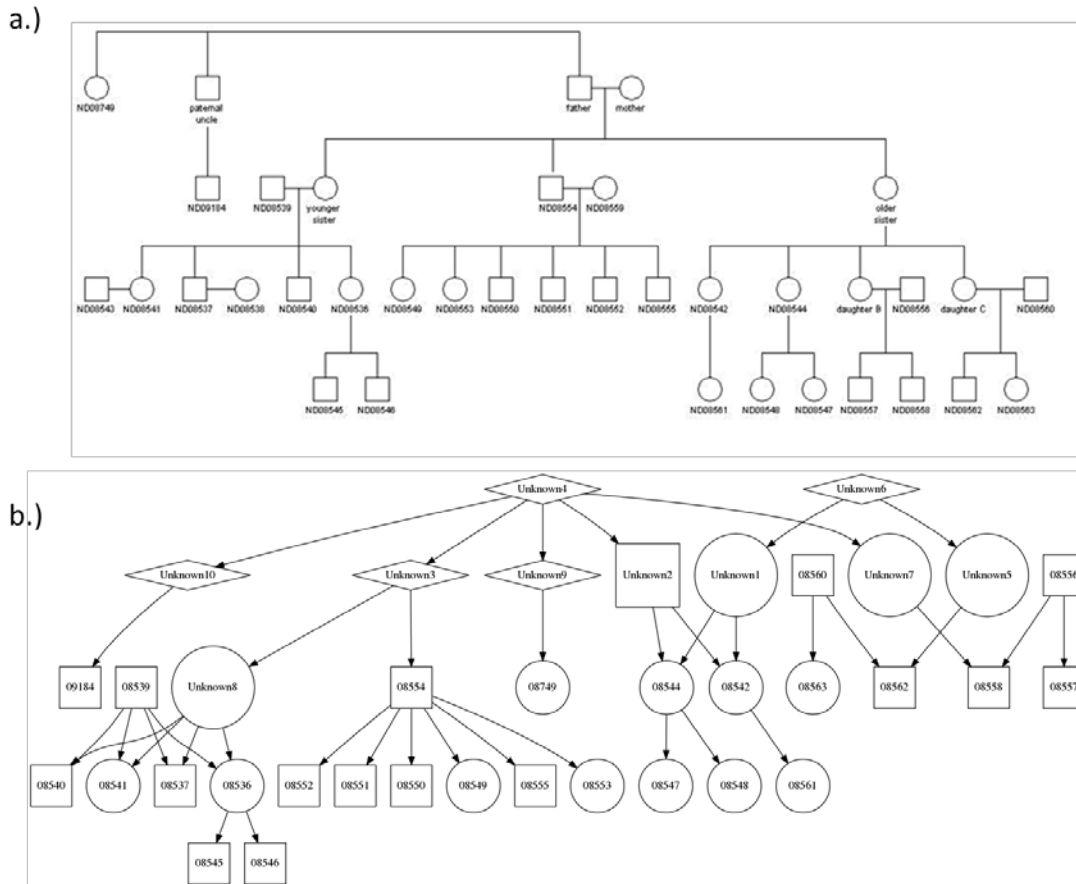 a.)
ND08749
paternal
uncle
father
mother
ND09184
ND08539
younger
sister
ND08554
ND08559
older
sister
ND08543
ND08541
ND08537
ND08538
ND08540
ND08536
ND08549
ND08553
ND08550
ND08551
ND08552
ND08555
ND08542
ND08544
daughter B
ND08556
daughter C
ND08560
ND08545
ND08546
ND08561
ND08548
ND08547
ND08557
ND08558
ND08562
ND08563
b.)
Unknown4
Unknown6
Unknown10
Unknown3
Unknown9
Unknown2
Unknown1
08560
Unknown7
Unknown5
08556
09184
08539
Unknown8
08554
08749
08544
08542
08563
08562
08558
08557
08540
08541
08537
08536
08552
08551
08550
08549
08555
08553
08547
08548
08561
08545
08546